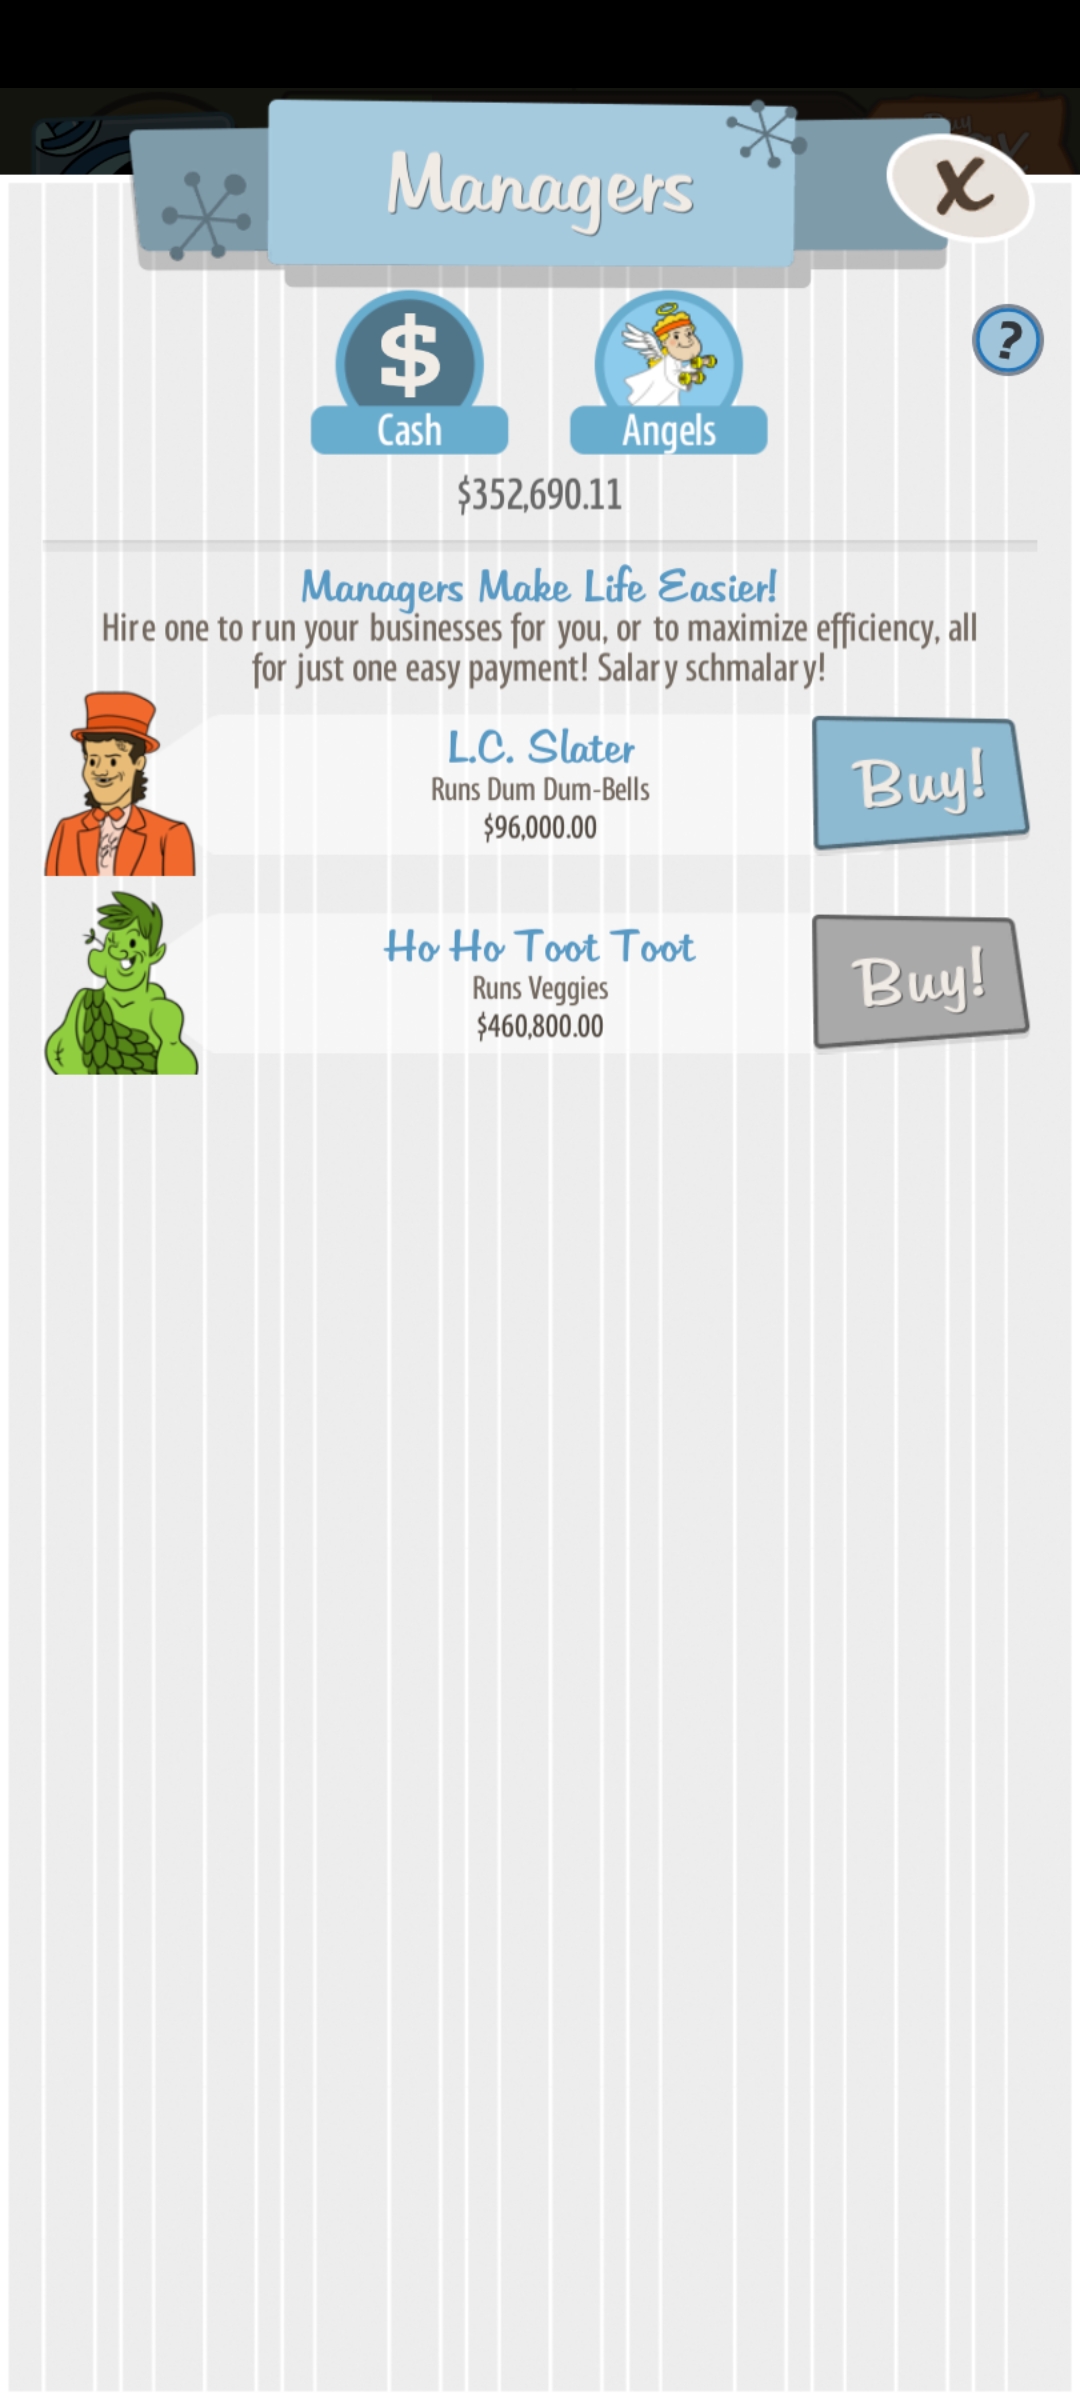 Managers
X
$
Cash
Angels
?
$352,690.11
Managers Make Life Easier!
Hire one to run your businesses for you, or to maximize efficiency, all
for just one easy payment! Salary schmalary!
L.C. Slater
Runs Dum Dum-Bells
$96,000.00
Buy!
Ho Ho Toot Toot
Runs Veggies
$460,800.00
Buy!